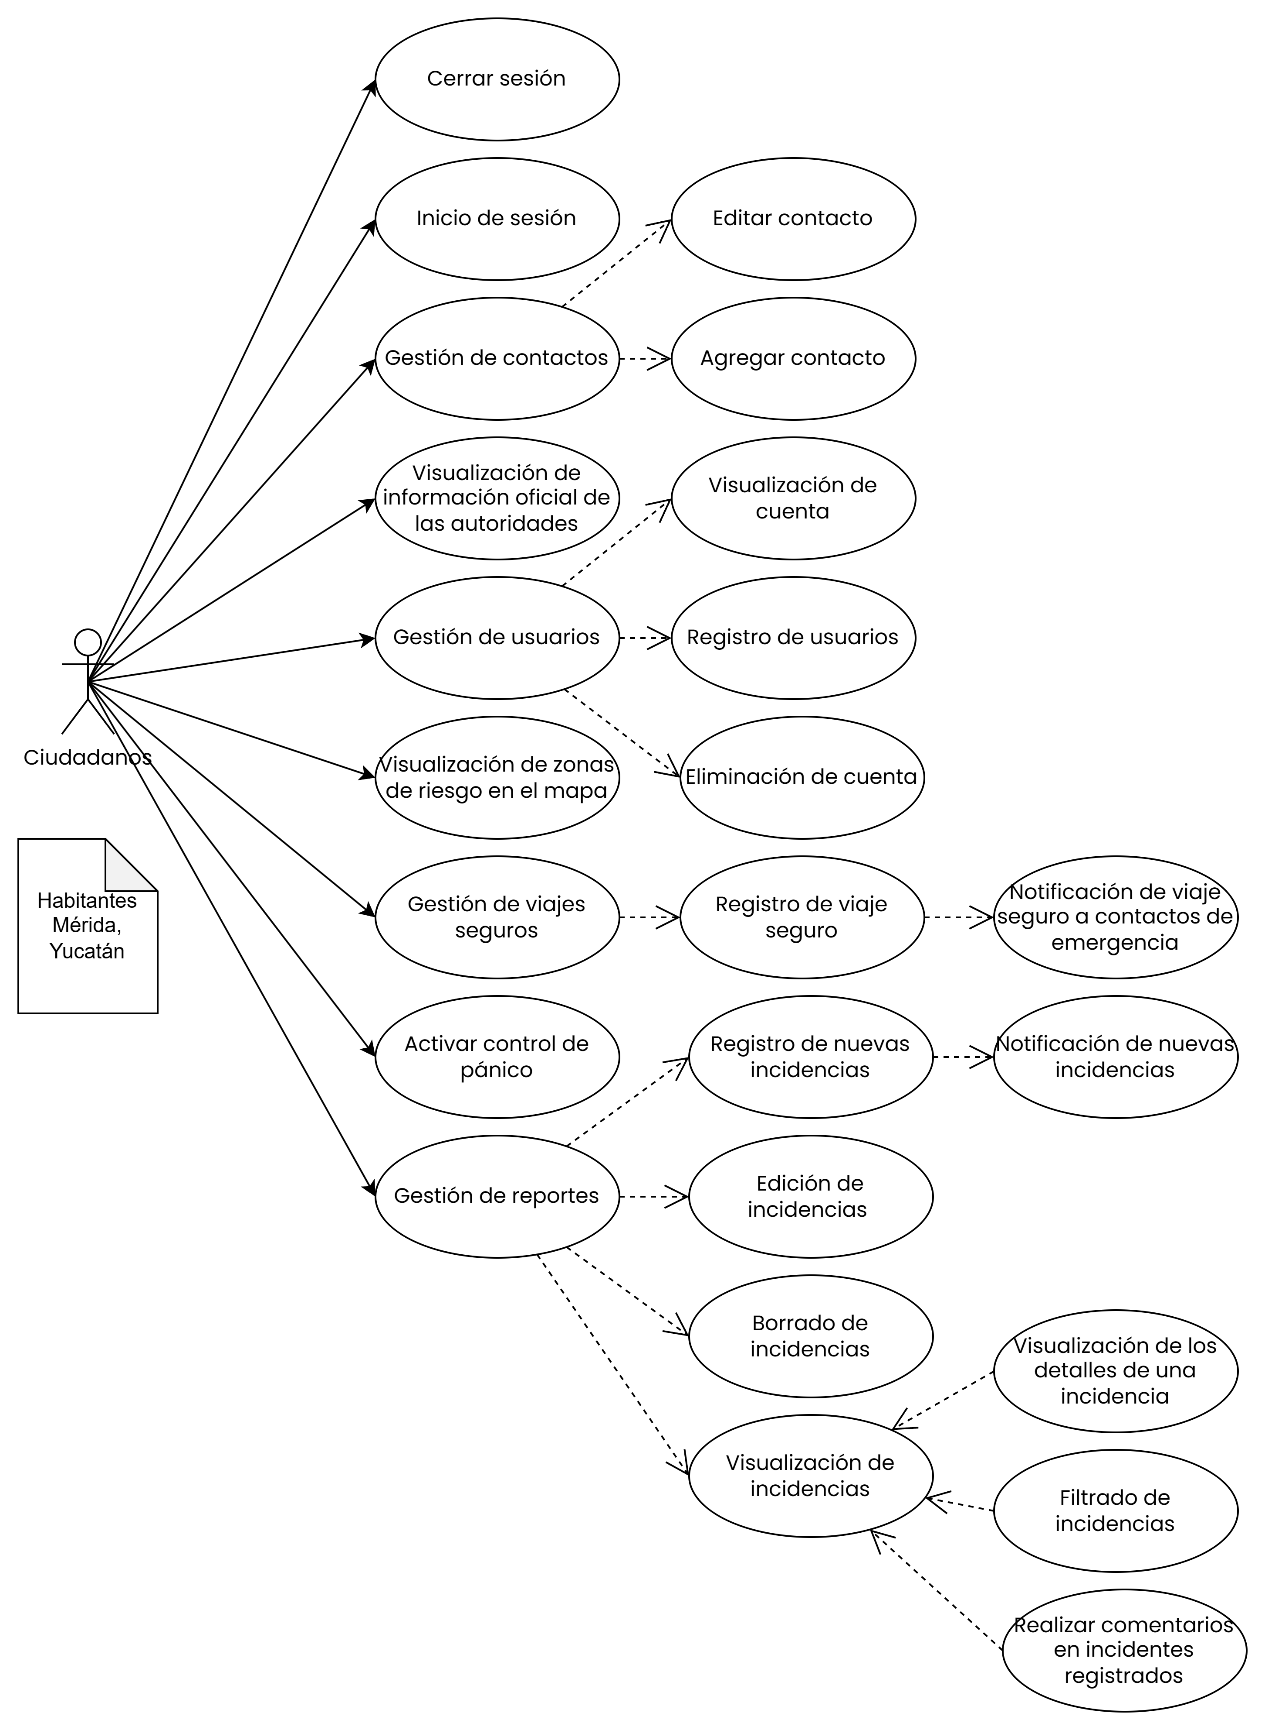 Cerrar sesión
Inicio de sesión
Editar contacto
Gestión de contactos
Agregar contacto
Visualización de
información oficial de
las autoridades
Visualización de
cuenta
Gestión de usuarios
Registro de usuarios
Ciudadanos
Visualización de zonas
de riesgo en el mapa
Eliminación de cuenta
Habitantes
Mérida,
Yucatán
Gestión de viajes
seguros
Registro de viaje
seguro
Notificación de viaje
seguro a contactos de
emergencia
Activar control de
pánico
Registro de nuevas
incidencias
Notificación de nuevas
incidencias
Gestión de reportes
Edición de
incidencias
Borrado de
incidencias
Visualización de los
detalles de una
incidencia
Visualización de
incidencias
Filtrado de
incidencias
Realizar comentarios
en incidentes
registrados